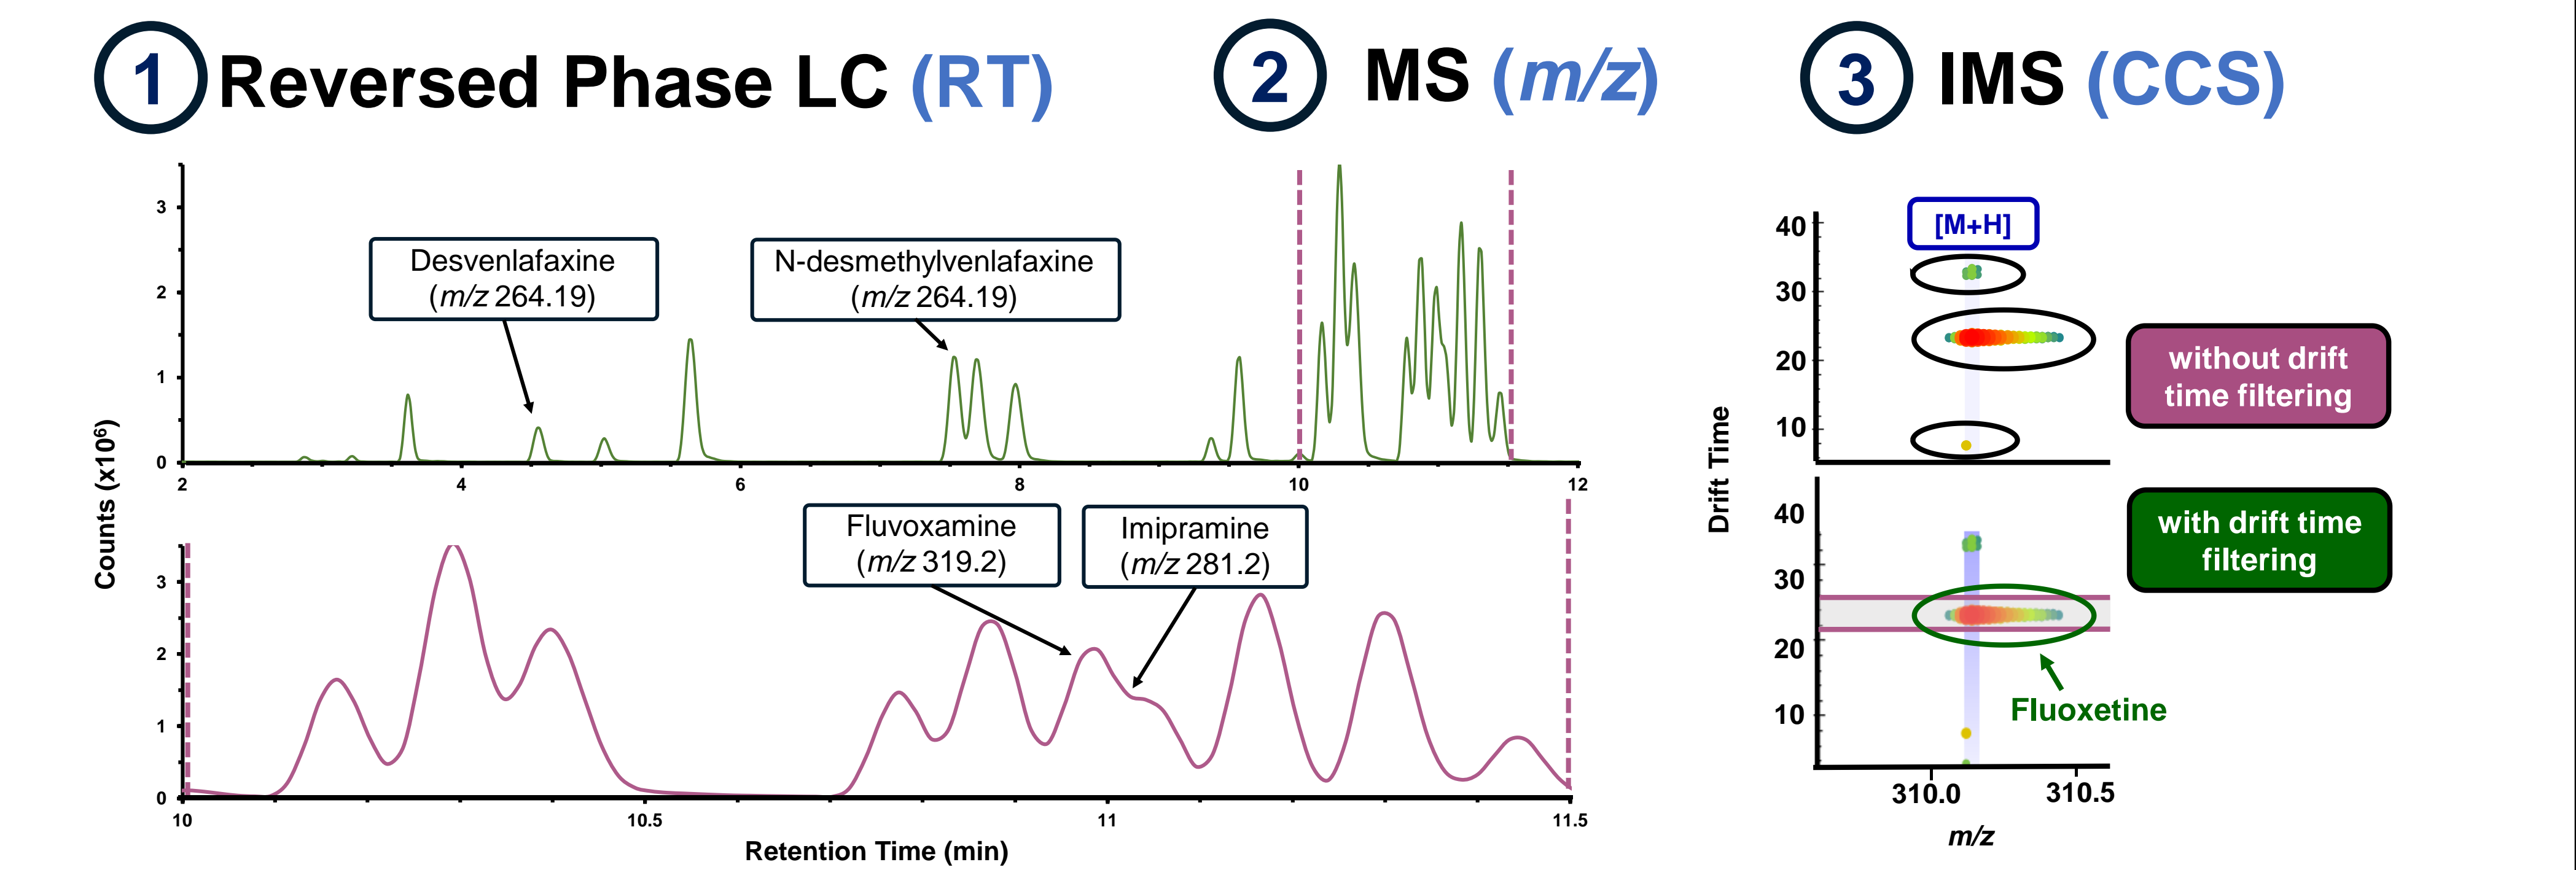 1 Reversed Phase LC (RT)
2 MS (m/z)
3 IMS (CCS)
Counts (x10⁶)
3
2
1
0
2
4
6
8
10
12
Desvenlafaxine
(m/z 264.19)
N-desmethylvenlafaxine
(m/z 264.19)
3
2
1
0
10
10.5
11
11.5
Fluvoxamine
(m/z 319.2)
Imipramine
(m/z 281.2)
Retention Time (min)
Drift Time
40
30
20
10
[M+H]
without drift
time filtering
40
30
20
10
with drift time
filtering
Fluoxetine
310.0
310.5
m/z